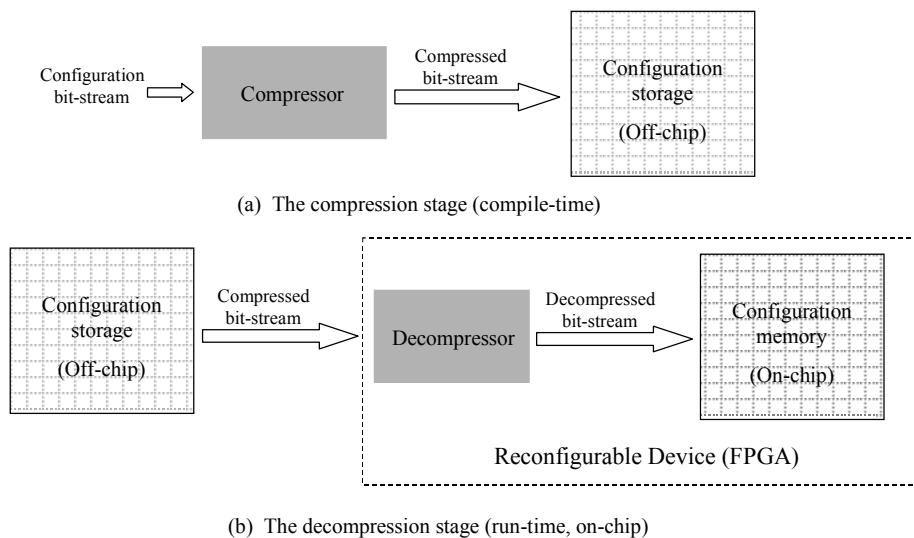 Configuration
bit-stream
Compressor
Compressed
bit-stream
Configuration
storage
(Off-chip)
(a) The compression stage (compile-time)
Configuration
storage
(Off-chip)
Compressed
bit-stream
Decompressor
Decompressed
bit-stream
Configuration
memory
(On-chip)
Reconfigurable Device (FPGA)
(b) The decompression stage (run-time, on-chip)